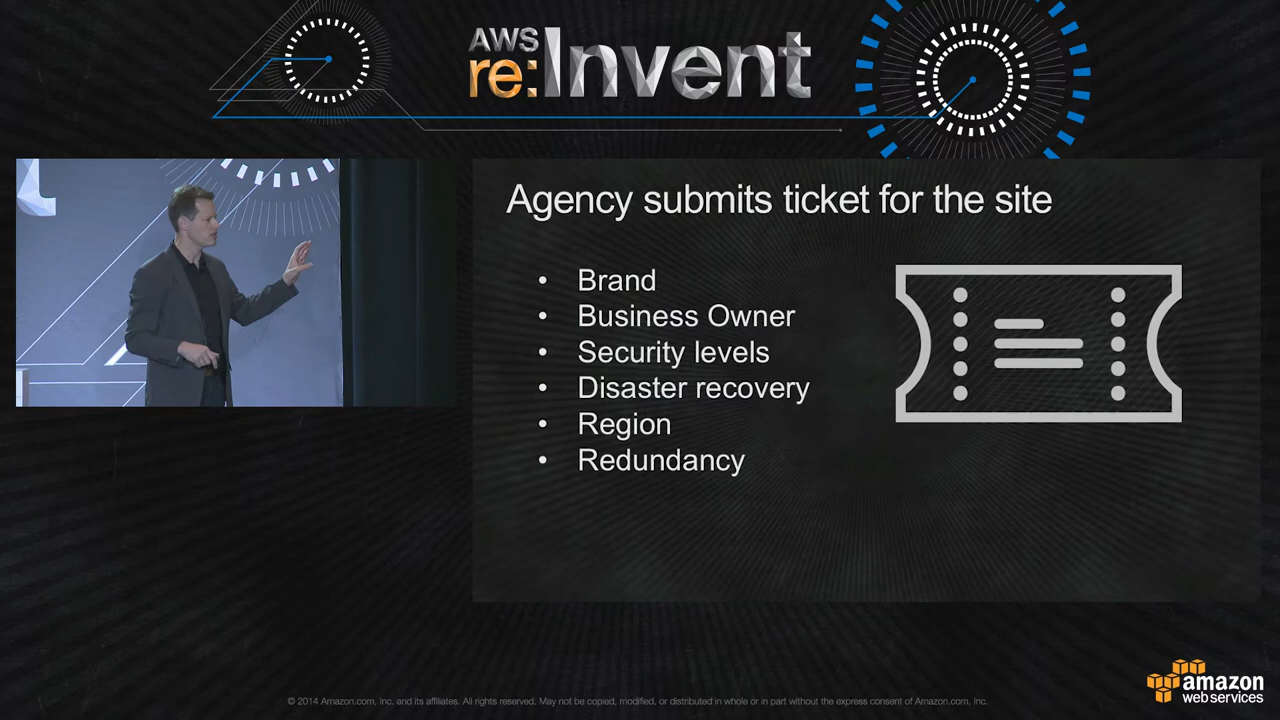 AWS
re:Invent
Agency submits ticket for the site
• Brand
• Business Owner
• Security levels
• Disaster recovery
• Region
• Redundancy
© 2014 Amazon.com, Inc. and its affiliates. All rights reserved. May not be copied, modified, or distributed in whole or in part without the express consent of Amazon.com, Inc.
amazon
web services